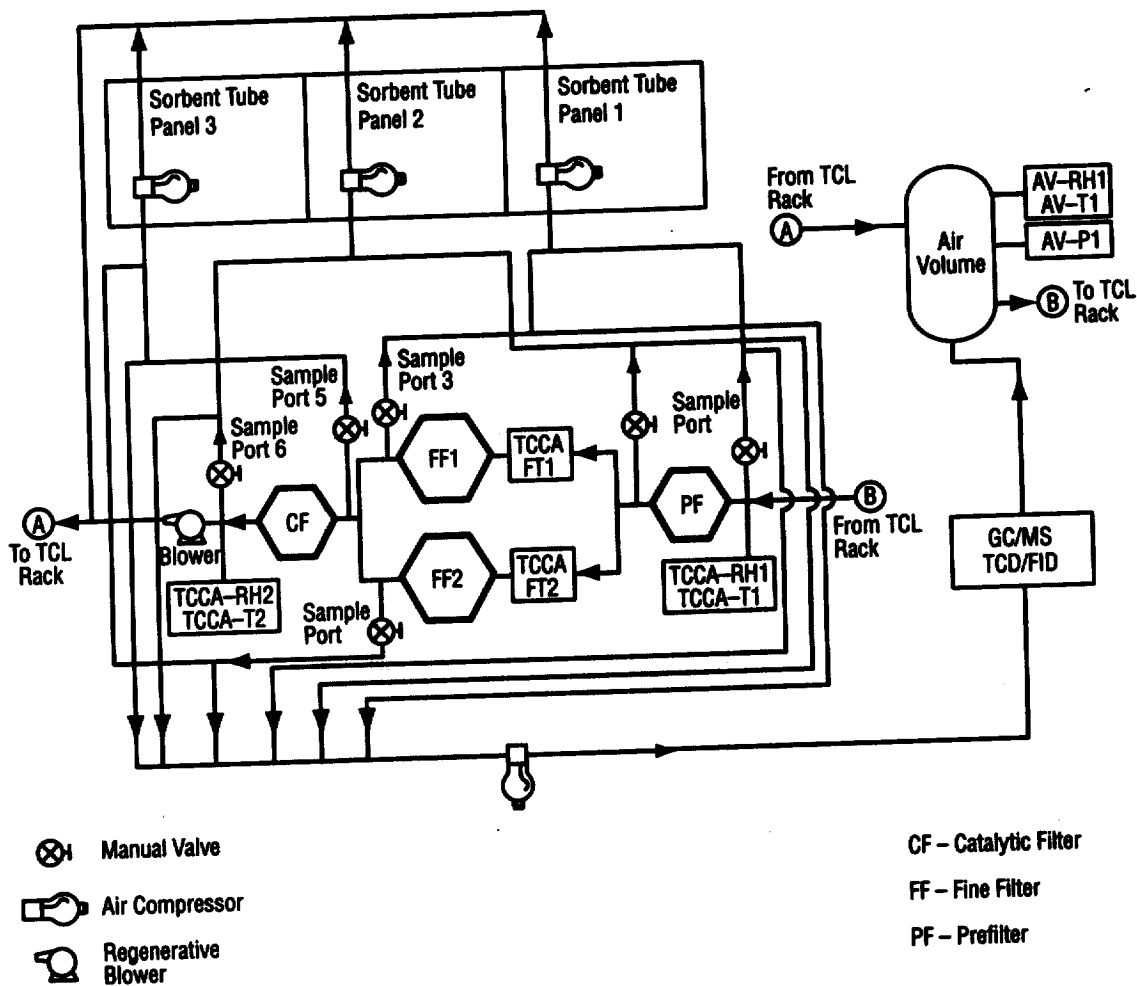 Sorbent Tube
Panel 3
Sorbent Tube
Panel 2
Sorbent Tube
Panel 1
From TCL
Rack
A
Air
Volume
AV–RH1
AV–T1
AV–P1
B
To TCL
Rack
Sample
Port 5
Sample
Port 3
Sample
Port
Sample
Port 6
FF1
TCCA
FT1
PF
B
From TCL
Rack
A
To TCL
Rack
Blower
CF
FF2
TCCA
FT2
TCCA–RH2
TCCA–T2
Sample
Port
TCCA–RH1
TCCA–T1
GC/MS
TCD/FID
Manual Valve
Air Compressor
Regenerative
Blower
CF – Catalytic Filter
FF – Fine Filter
PF – Prefilter